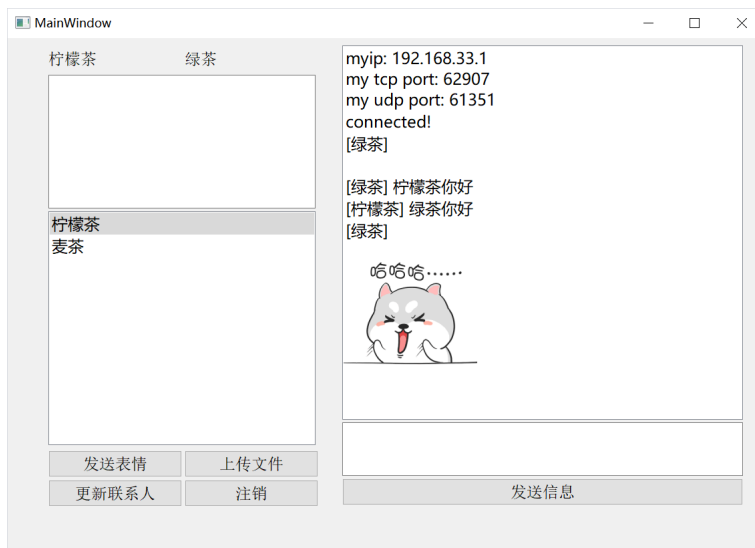 MainWindow
柠檬茶 绿茶
柠檬茶
麦茶
发送表情 上传文件
更新联系人 注销
myip: 192.168.33.1
my tcp port: 62907
my udp port: 61351
connected!
[绿茶]
[绿茶] 柠檬茶你好
[柠檬茶] 绿茶你好
[绿茶]
哈哈哈……
发送信息